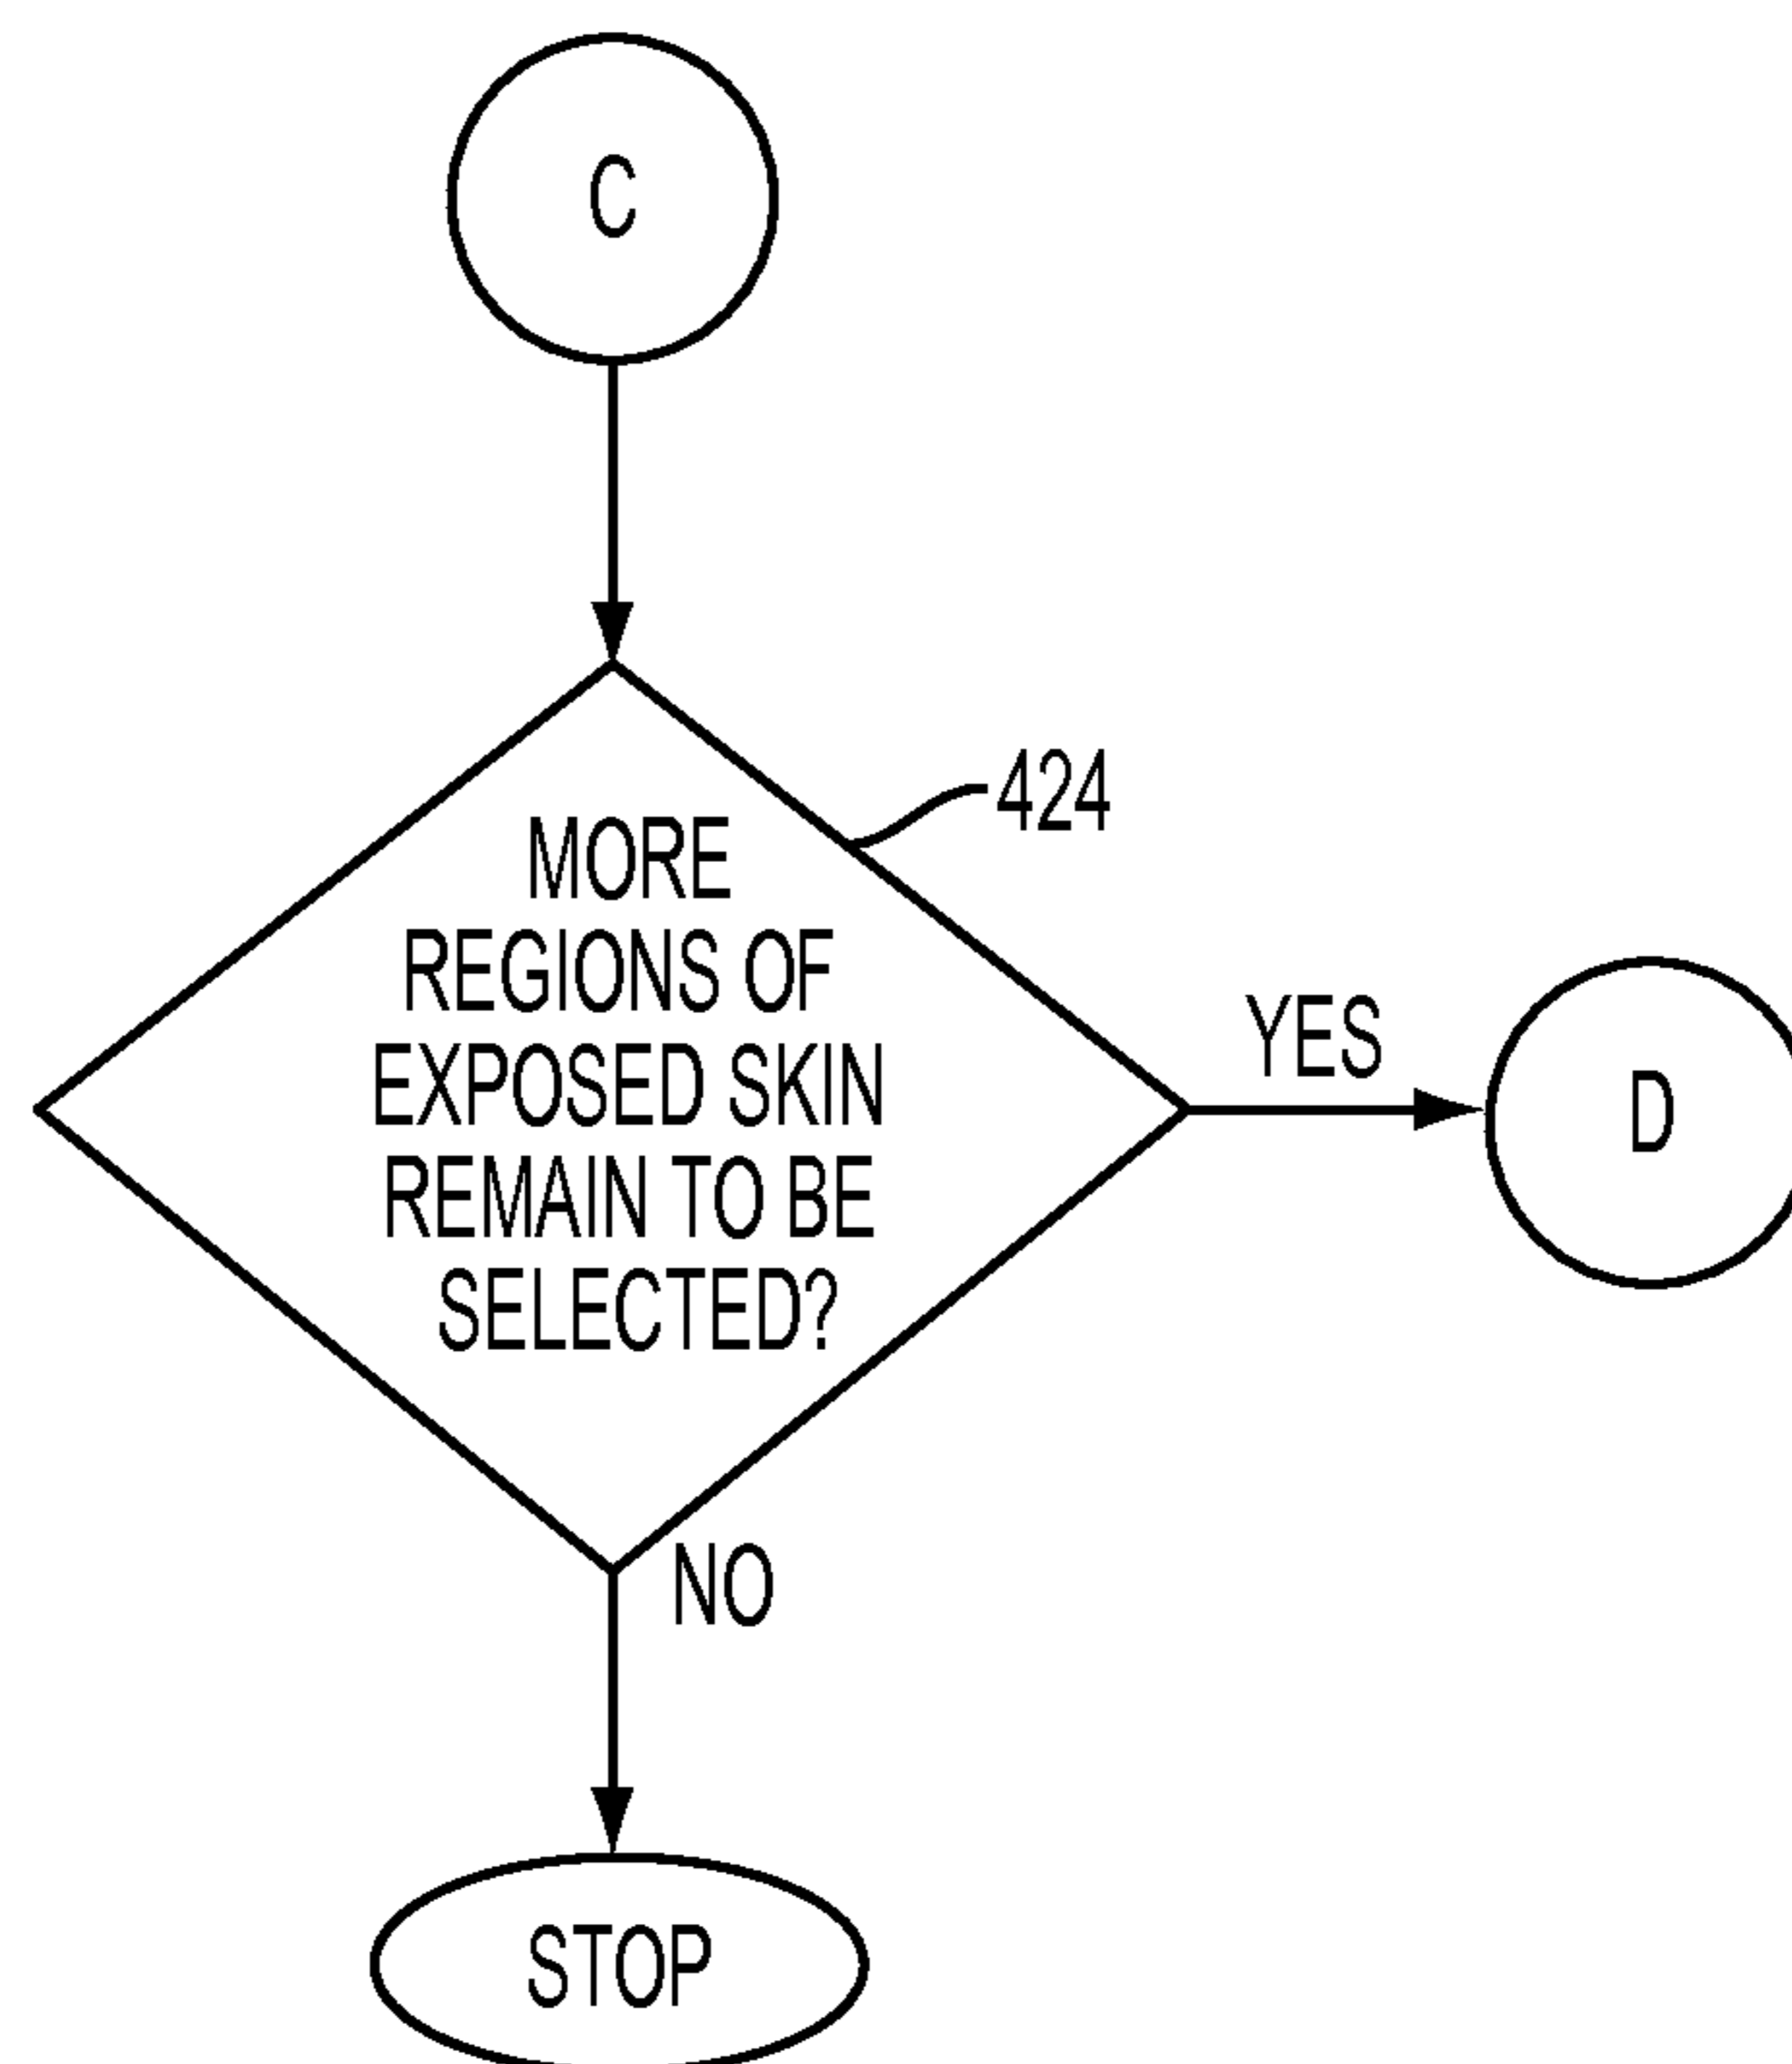 C
424
MORE
REGIONS OF
EXPOSED SKIN
REMAIN TO BE
SELECTED?
YES
D
NO
STOP